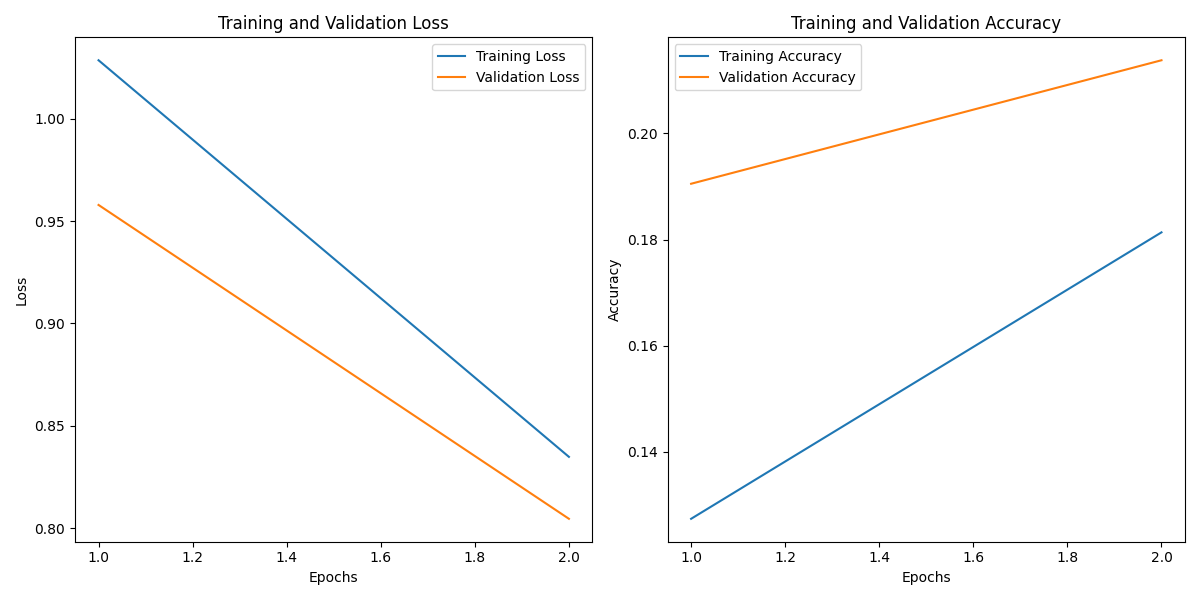 Training and Validation Loss
Training Loss
Validation Loss
1.00
0.95
0.90
0.85
0.80
Loss
1.0 1.2 1.4 1.6 1.8 2.0
Epochs
Training and Validation Accuracy
Training Accuracy
Validation Accuracy
0.20
0.18
0.16
0.14
Accuracy
1.0 1.2 1.4 1.6 1.8 2.0
Epochs